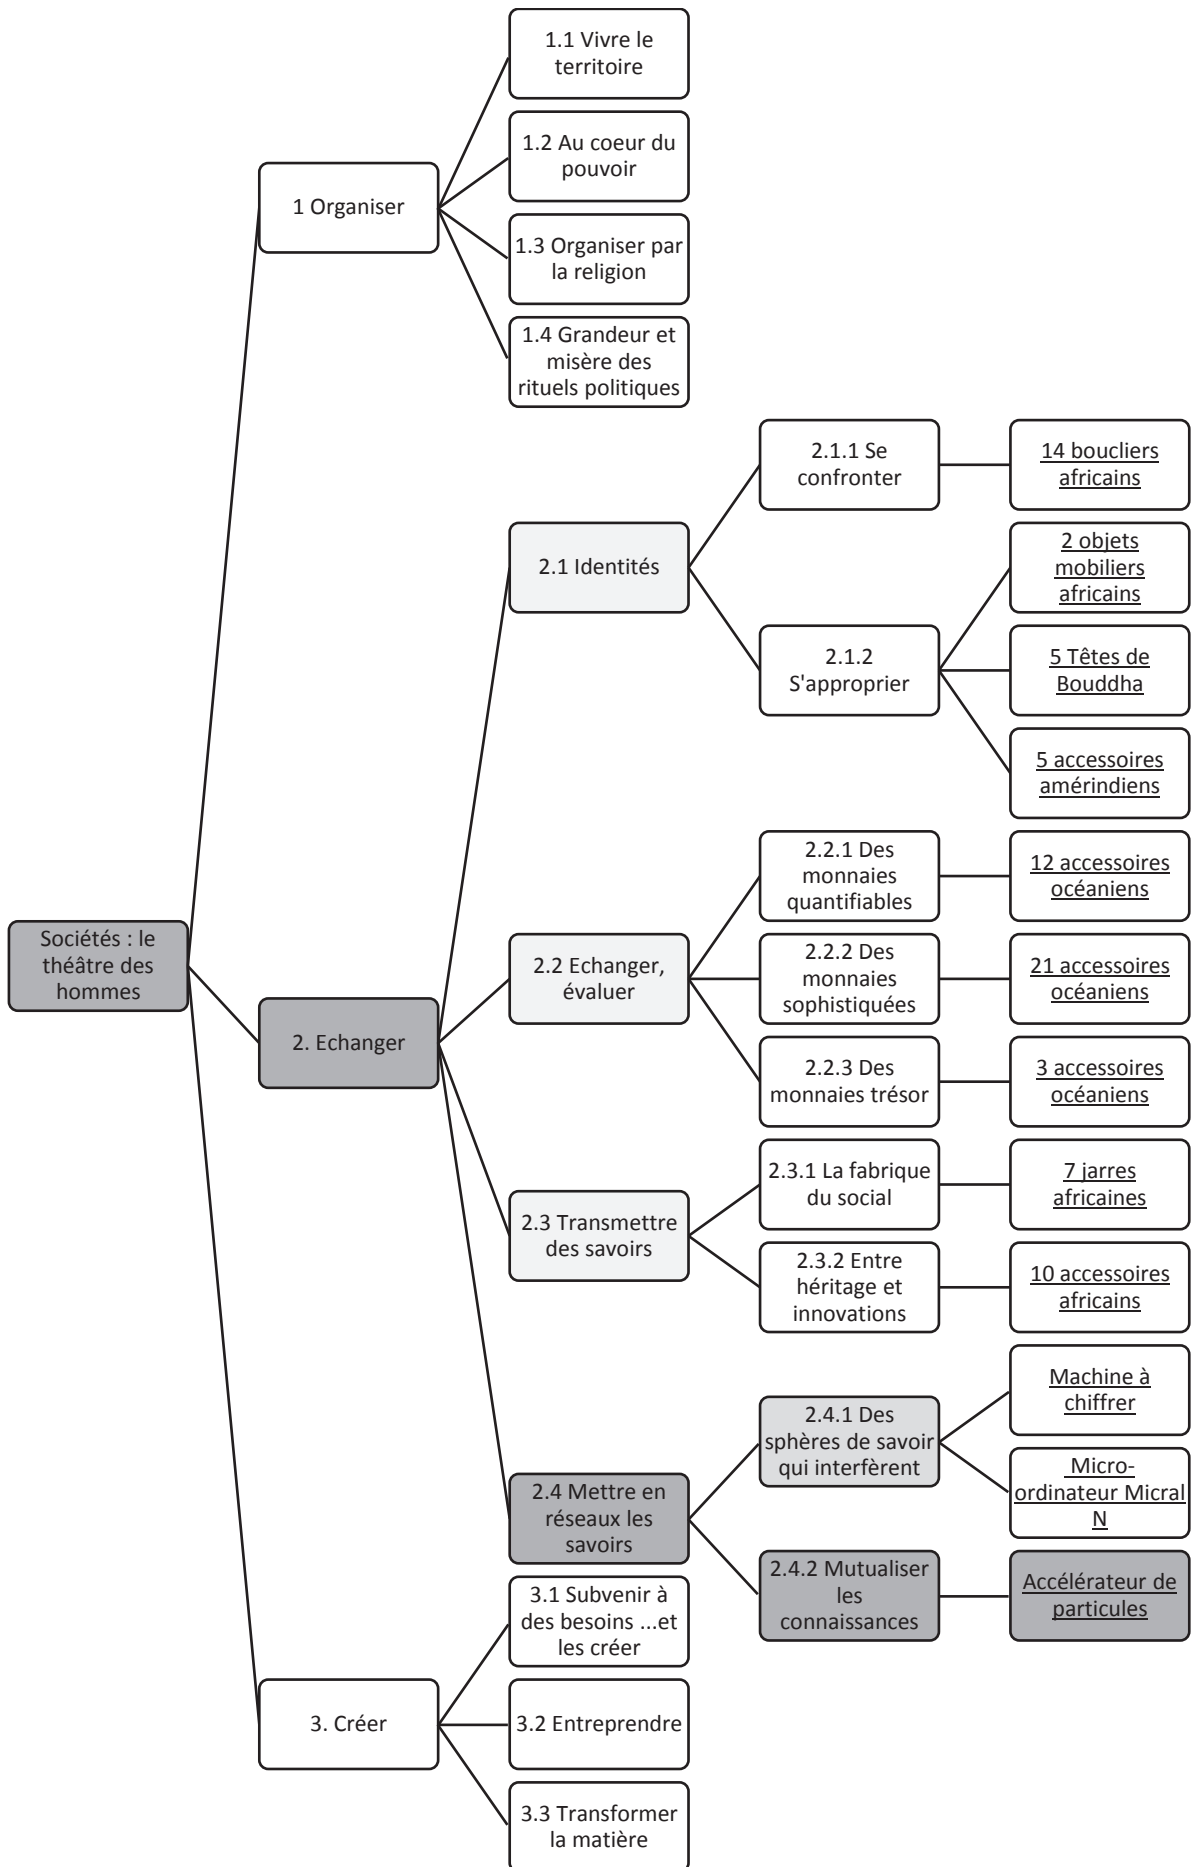 1.1 Vivre le
territoire
1.2 Au coeur du
pouvoir
1 Organiser
1.3 Organiser par
la religion
1.4 Grandeur et
misère des
rituels politiques
2.1.1 Se
confronter
14 boucliers
africains
2.1 Identités
2 objets
mobiliers
africains
2.1.2
S'approprier
5 Têtes de
Bouddha
5 accessoires
amérindiens
2.2.1 Des
monnaies
quantifiables
12 accessoires
océaniens
Sociétés : le
théâtre des
hommes
2. Echanger
2.2 Echanger,
évaluer
2.2.2 Des
monnaies
sophistiquées
21 accessoires
océaniens
2.2.3 Des
monnaies trésor
3 accessoires
océaniens
2.3 Transmettre
des savoirs
2.3.1 La fabrique
du social
7 jarres
africaines
2.3.2 Entre
héritage et
innovations
10 accessoires
africains
2.4 Mettre en
réseaux les
savoirs
2.4.1 Des
sphères de savoir
qui interfèrent
Machine à
chiffrer
Micro-
ordinateur Micral
N
2.4.2 Mutualiser
les
connaissances
Accélérateur de
particules
3. Créer
3.1 Subvenir à
des besoins ...et
les créer
3.2 Entreprendre
3.3 Transformer
la matière